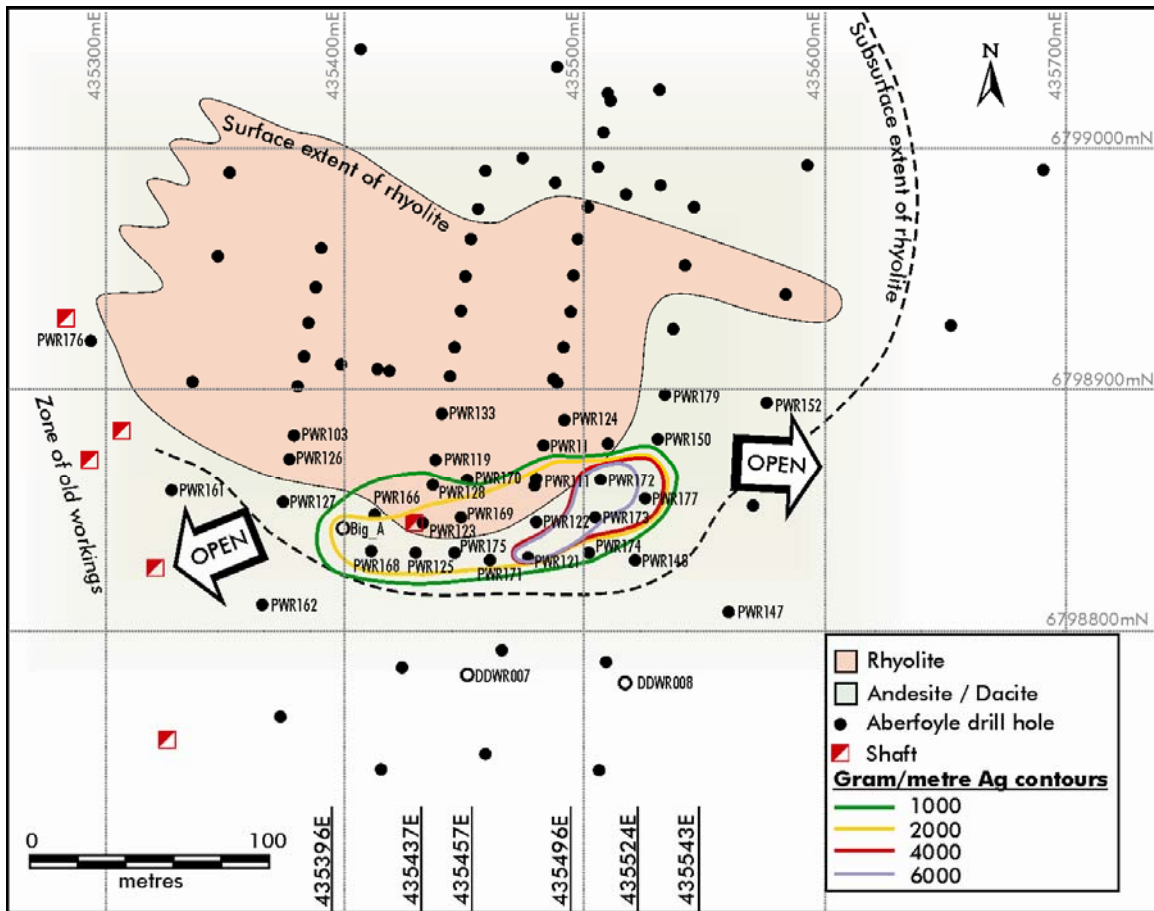 435300mE
435400mE
435500mE
435600mE
435700mE
N
Subsurface extent of rhyolite
Surface extent of rhyolite
6799000mN
PWR176
6798900mN
PWR179
PWR152
PWR133
PWR124
PWR103
PWR11
PWR150
Zone of old workings
PWR126
PWR119
OPEN
PWR170
PWR111
PWR172
PWR161
PWR128
PWR127
PWR166
PWR177
PWR169
PWR122
PWR173
Big_A
PWR123
OPEN
PWR175
PWR174
PWR168
PWR125
PWR171
PWR121
PWR148
PWR162
PWR147
6798800mN
DDWR007
DDWR008
Rhyolite
Andesite / Dacite
Aberfoyle drill hole
Shaft
Gram/metre Ag contours
1000
2000
4000
6000
0 100
metres
435396E
435437E
435457E
435496E
435524E
435543E